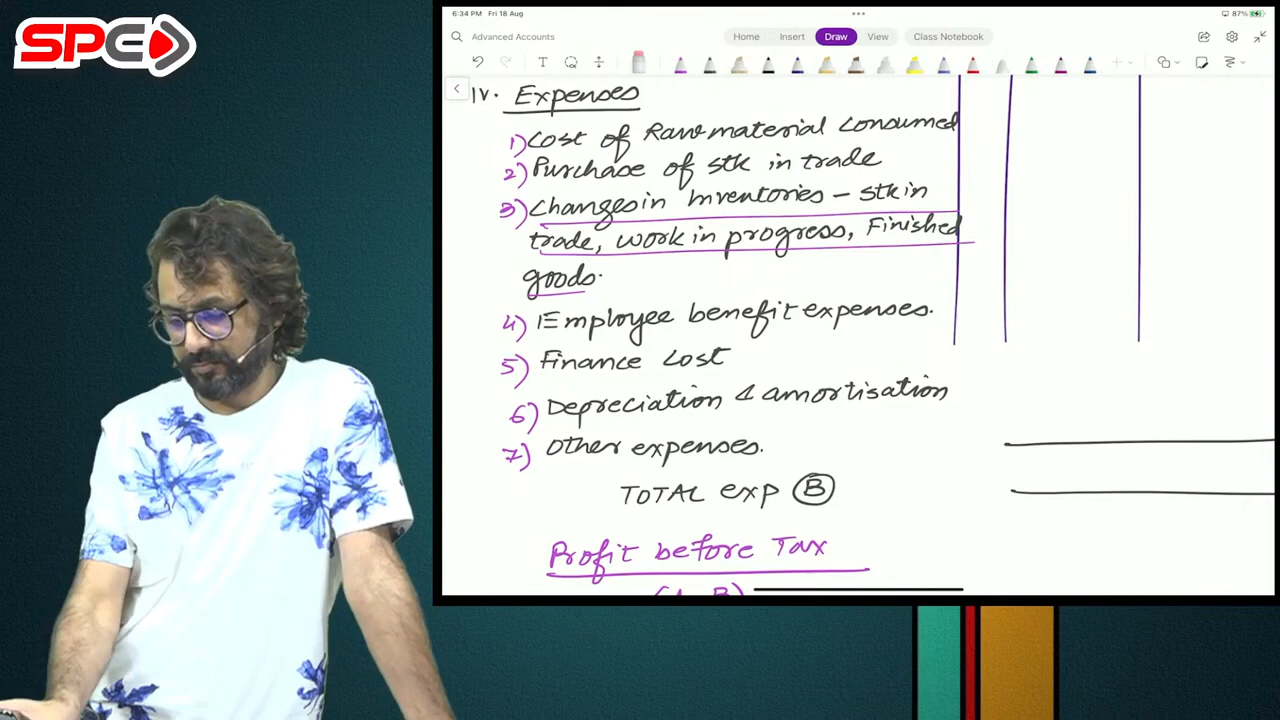 SPE
6:34 PM Fri 18 Aug
87%
Advanced Accounts
Home Insert Draw View Class Notebook
IV. Expenses
1) Cost of Raw material Consumed
2) Purchase of stk in trade
3) Changes in Inventories – stk in
trade, work in progress, Finished
goods.
4) Employee benefit expenses.
5) Finance Cost
6) Depreciation & amortisation
7) Other expenses.
TOTAL exp B
Profit before Tax